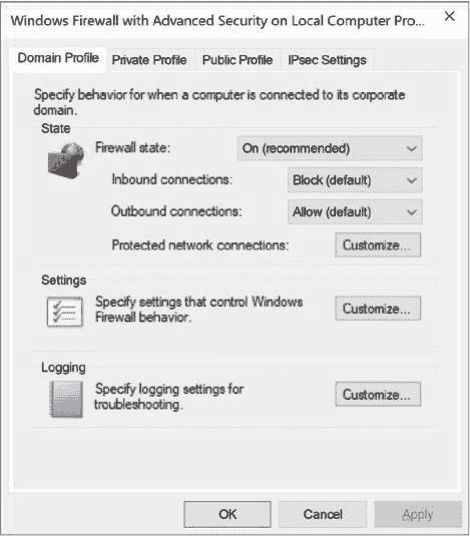 Windows Firewall with Advanced Security on Local Computer Pro...
Domain Profile Private Profile Public Profile IPsec Settings
Specify behavior for when a computer is connected to its corporate
domain.
State
Firewall state: On (recommended)
Inbound connections: Block (default)
Outbound connections: Allow (default)
Protected network connections: Customize...
Settings
Specify settings that control Windows
Firewall behavior.
Customize...
Logging
Specify logging settings for
troubleshooting.
Customize...
OK Cancel Apply